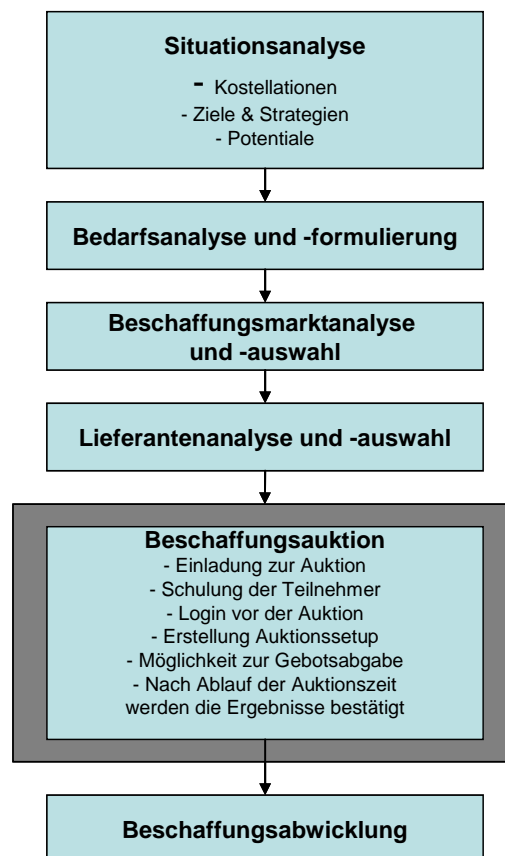 Situationsanalyse
- Kostellationen
- Ziele & Strategien
- Potentiale
Bedarfsanalyse und -formulierung
Beschaffungsmarktanalyse
und -auswahl
Lieferantenanalyse und -auswahl
Beschaffungsauktion
- Einladung zur Auktion
- Schulung der Teilnehmer
- Login vor der Auktion
- Erstellung Auktionssetup
- Möglichkeit zur Gebotsabgabe
- Nach Ablauf der Auktionszeit
werden die Ergebnisse bestätigt
Beschaffungsabwicklung